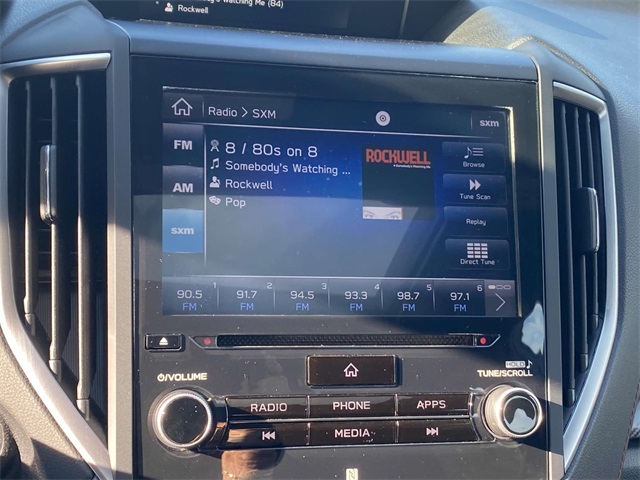 Watching Me (84)
Rockwell
Radio > SXM
sxm
FM
8 / 80s on 8
ROCKWELL
Browse
Somebody's Watching ...
AM
Rockwell
Tune Scan
Pop
sxm
Replay
Direct Tune
1 2 3 4 5 6
90.5 91.7 94.5 93.3 98.7 97.1
FM FM FM FM FM FM
VOLUME
HOLD
TUNE/SCROLL
RADIO PHONE APPS
MEDIA